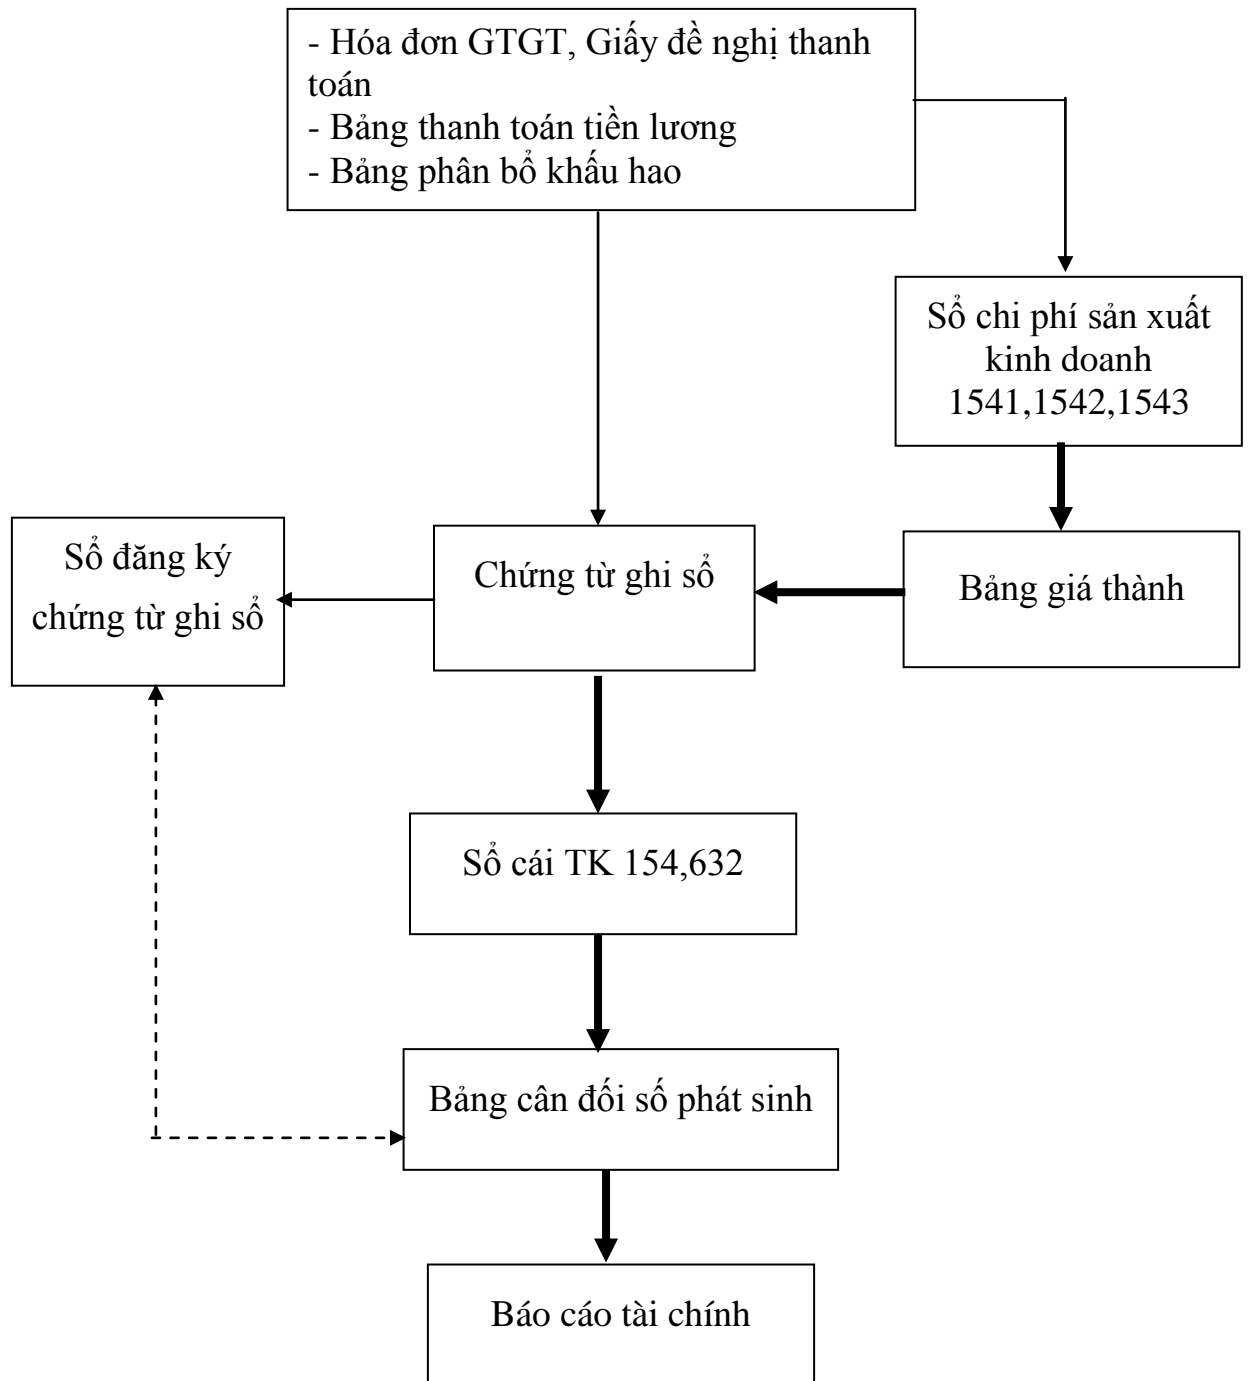 - Hóa đơn GTGT, Giấy đề nghị thanh
toán
- Bảng thanh toán tiền lương
- Bảng phân bổ khấu hao
Sổ chi phí sản xuất
kinh doanh
1541,1542,1543
Sổ đăng ký
chứng từ ghi sổ
Chứng từ ghi sổ
Bảng giá thành
Sổ cái TK 154,632
Bảng cân đối số phát sinh
Báo cáo tài chính